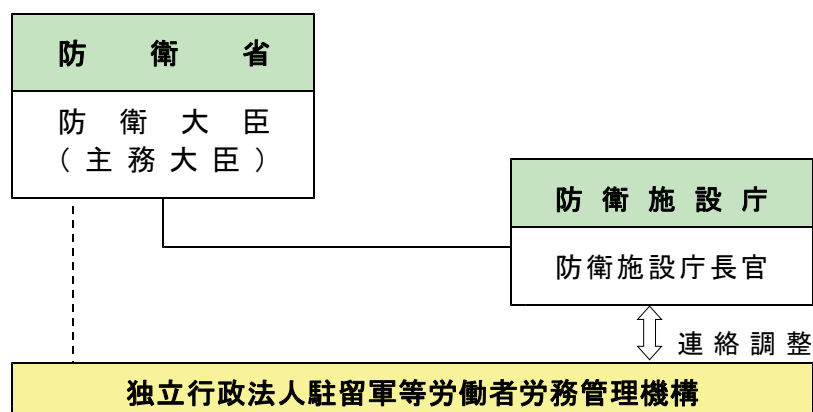 防衛省
防衛大臣
（主務大臣）
防衛施設庁
防衛施設庁長官
連絡調整
独立行政法人駐留軍等労働者労務管理機構